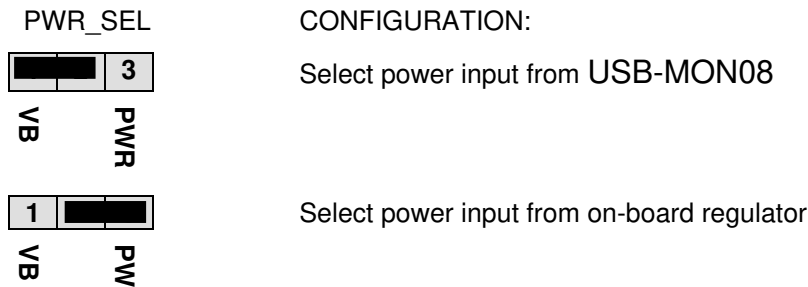 PWR_SEL CONFIGURATION:
3 Select power input from USB-MON08
VB PWR
1 Select power input from on-board regulator
VB PW